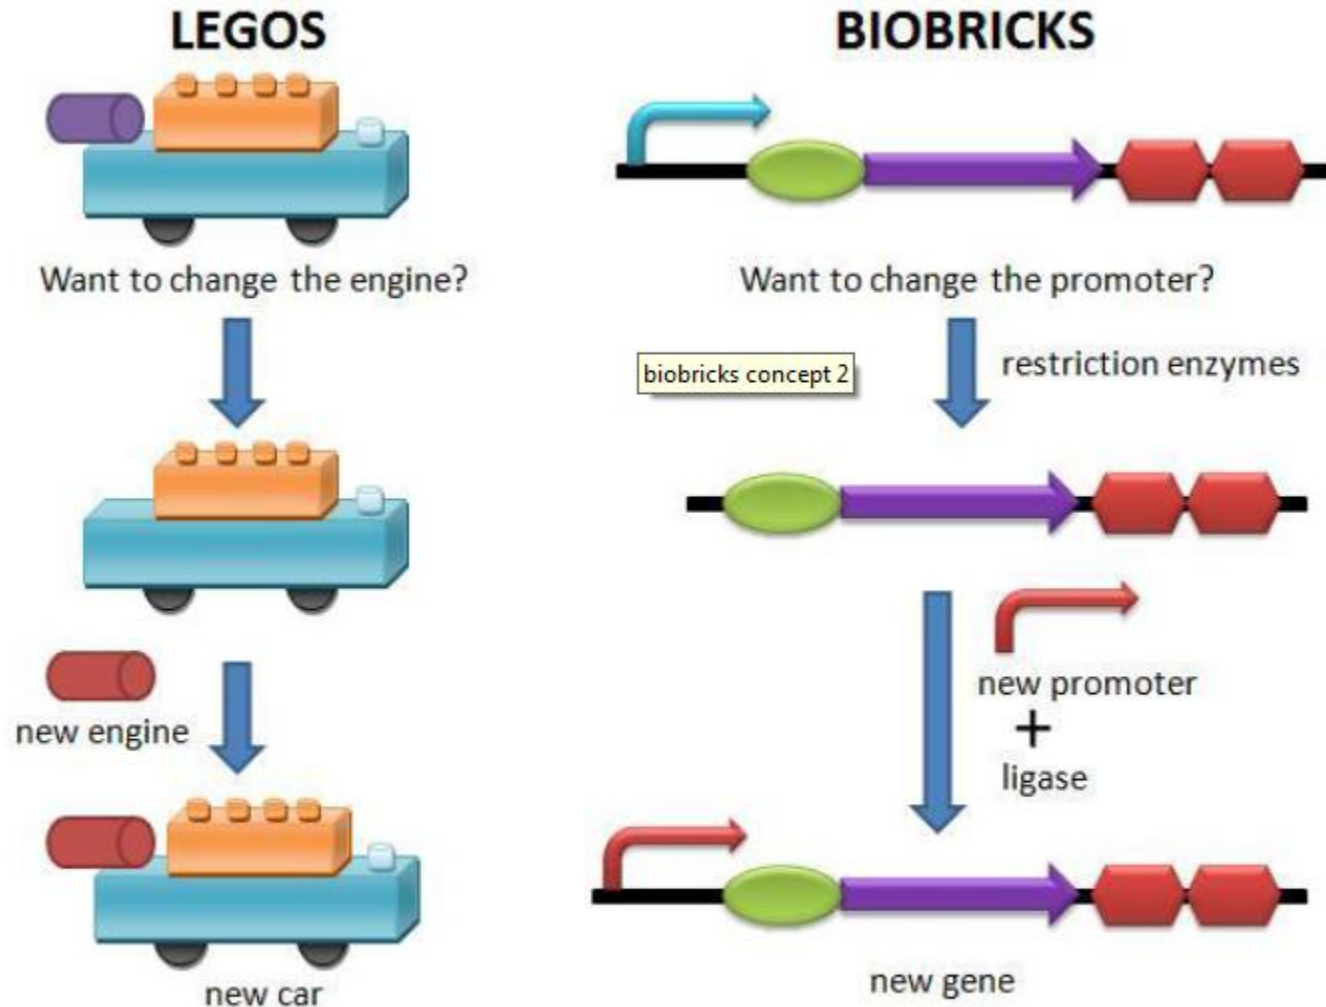 LEGOS
Want to change the engine?
new engine
new car
BIOBRICKS
Want to change the promoter?
biobricks concept 2
restriction enzymes
new promoter
+
ligase
new gene